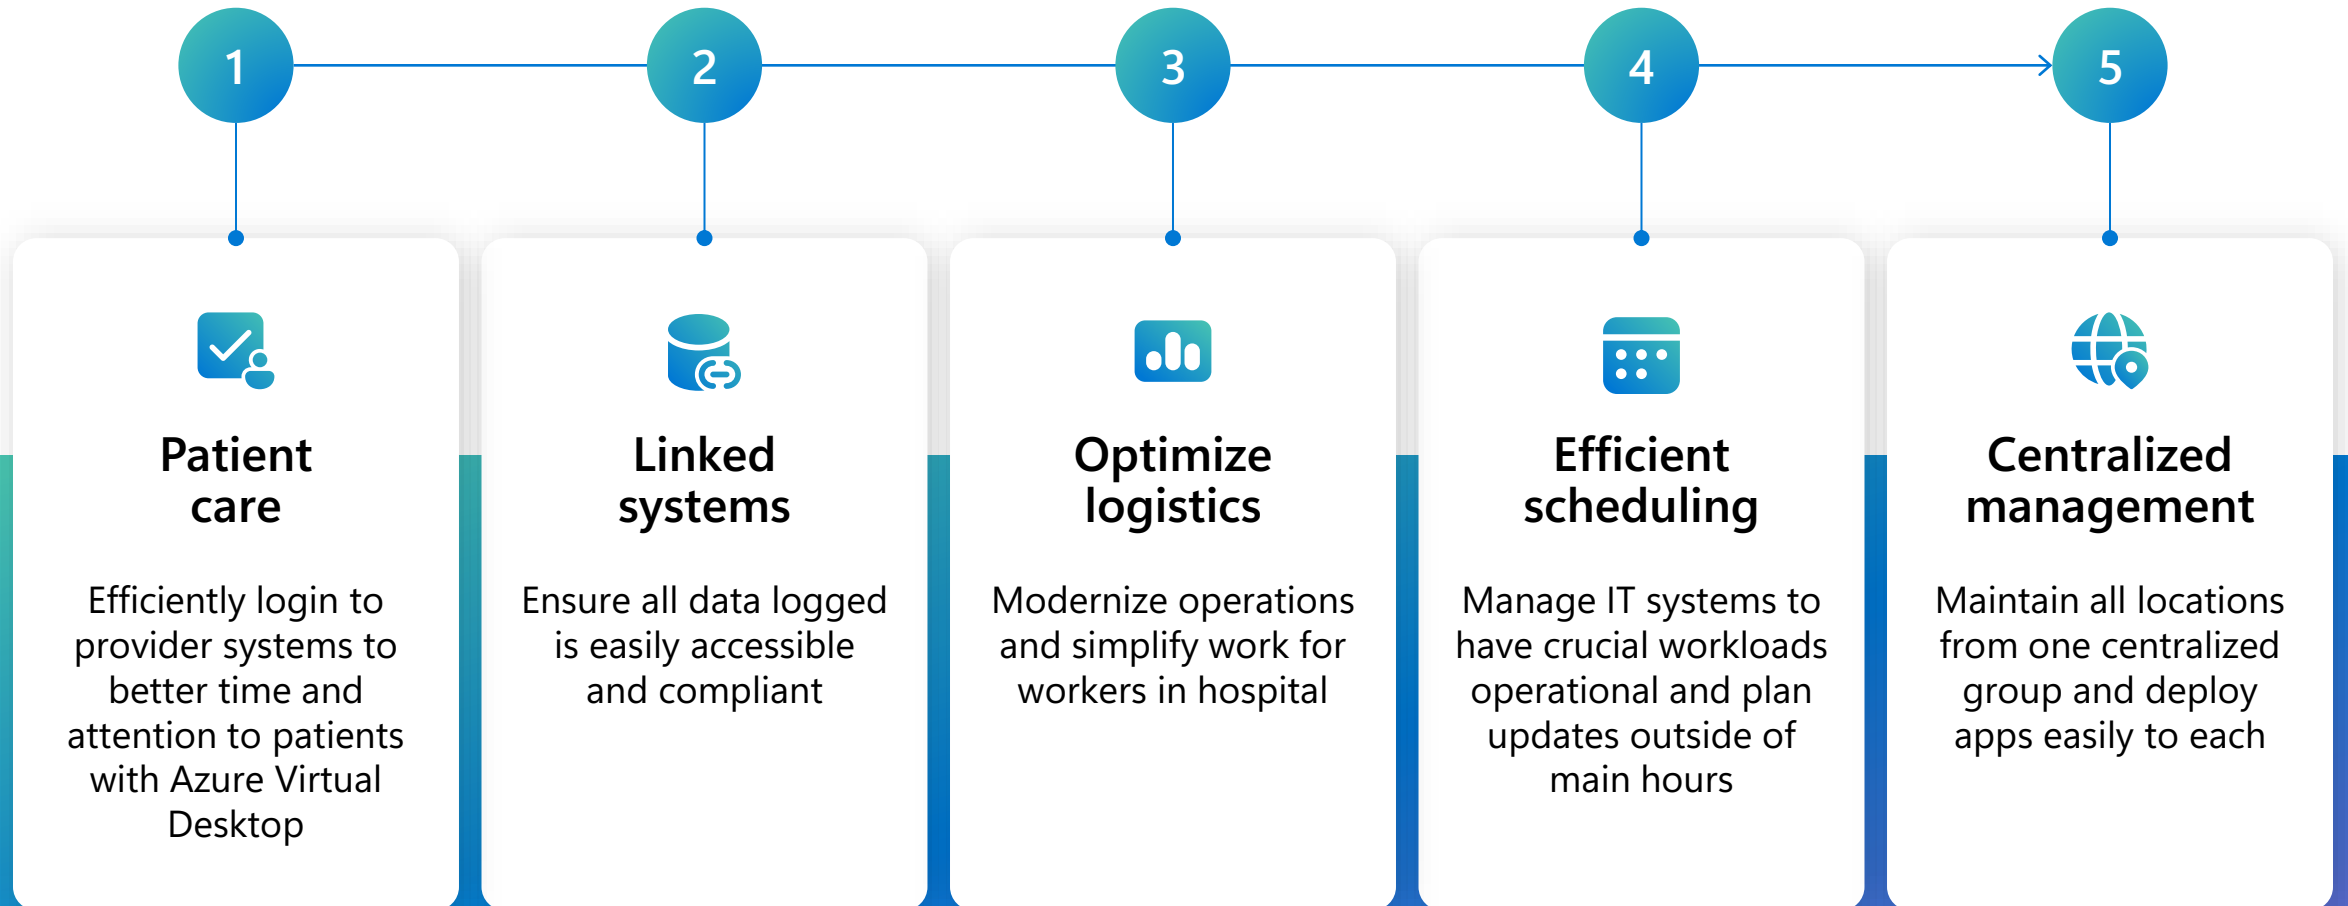 1
2
3
4
5
Patient
care
Efficiently login to
provider systems to
better time and
attention to patients
with Azure Virtual
Desktop
Linked
systems
Ensure all data logged
is easily accessible
and compliant
Optimize
logistics
Modernize operations
and simplify work for
workers in hospital
Efficient
scheduling
Manage IT systems to
have crucial workloads
operational and plan
updates outside of
main hours
Centralized
management
Maintain all locations
from one centralized
group and deploy
apps easily to each